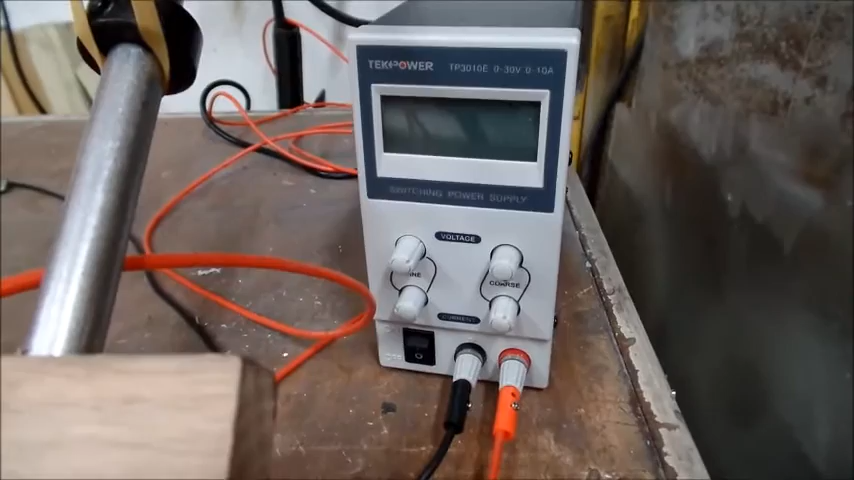 TEKPOWER TP3010E 0-30V 0-10A
SWITCHING POWER SUPPLY
VOLTAGE
FINE COARSE
CURRENT